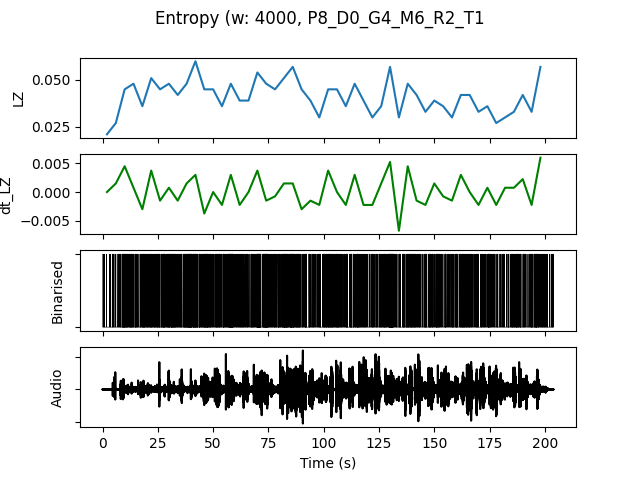 Entropy (w: 4000, P8_D0_G4_M6_R2_T1
0.050
0.025
LZ
0.005
0.000
−0.005
dt_LZ
Binarised
Audio
0 25 50 75 100 125 150 175 200
Time (s)